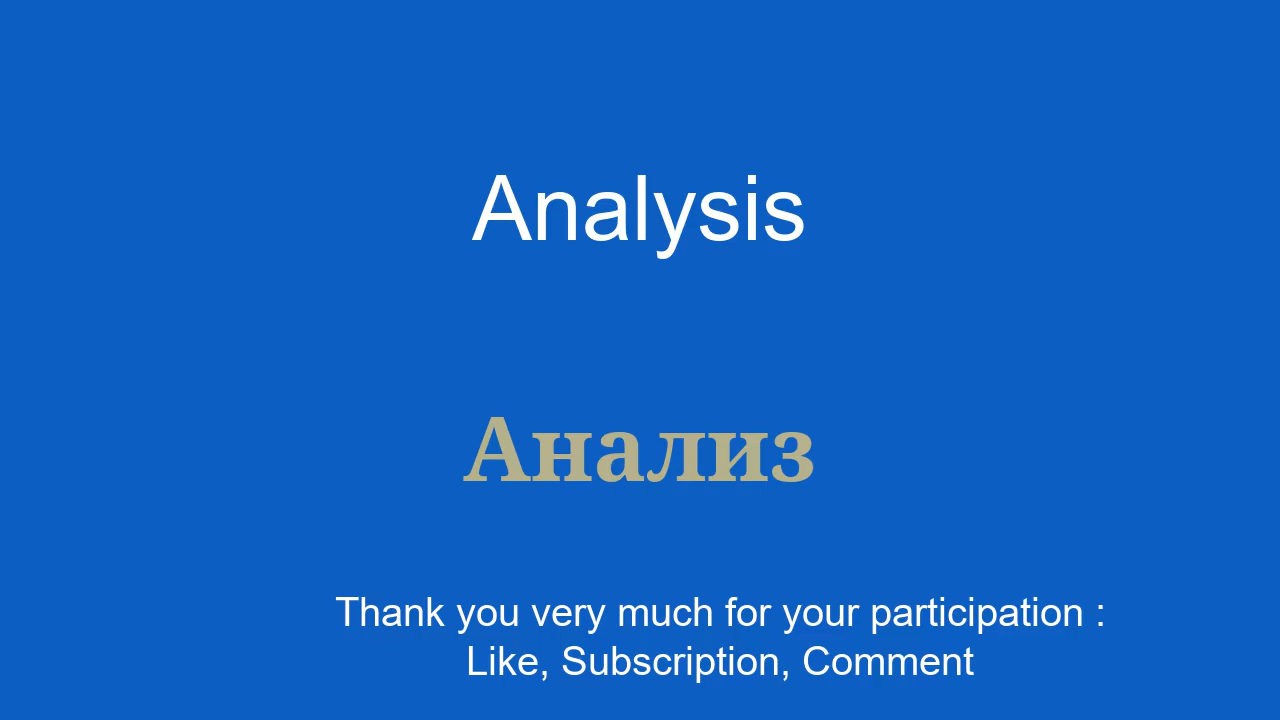 Analysis
Анализ
Thank you very much for your participation :
Like, Subscription, Comment